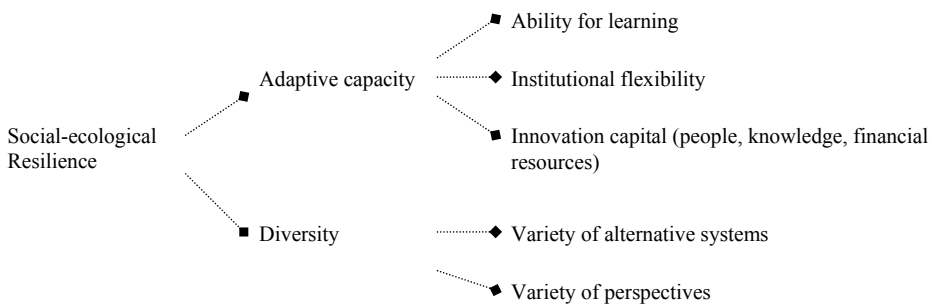 Ability for learning
Adaptive capacity
Institutional flexibility
Social-ecological
Resilience
Innovation capital (people, knowledge, financial
resources)
Diversity
Variety of alternative systems
Variety of perspectives